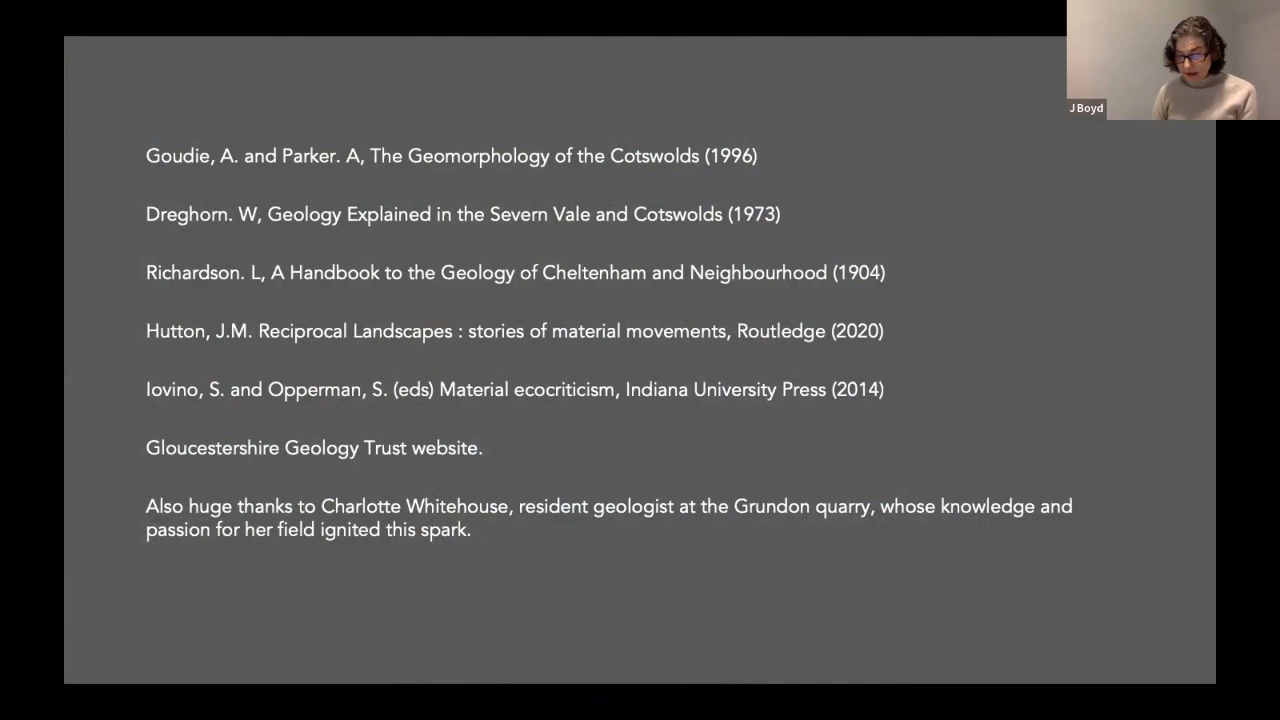 J Boyd
Goudie, A. and Parker. A, The Geomorphology of the Cotswolds (1996)
Dreghorn. W, Geology Explained in the Severn Vale and Cotswolds (1973)
Richardson. L, A Handbook to the Geology of Cheltenham and Neighbourhood (1904)
Hutton, J.M. Reciprocal Landscapes : stories of material movements, Routledge (2020)
Iovino, S. and Opperman, S. (eds) Material ecocriticism, Indiana University Press (2014)
Gloucestershire Geology Trust website.
Also huge thanks to Charlotte Whitehouse, resident geologist at the Grundon quarry, whose knowledge and
passion for her field ignited this spark.